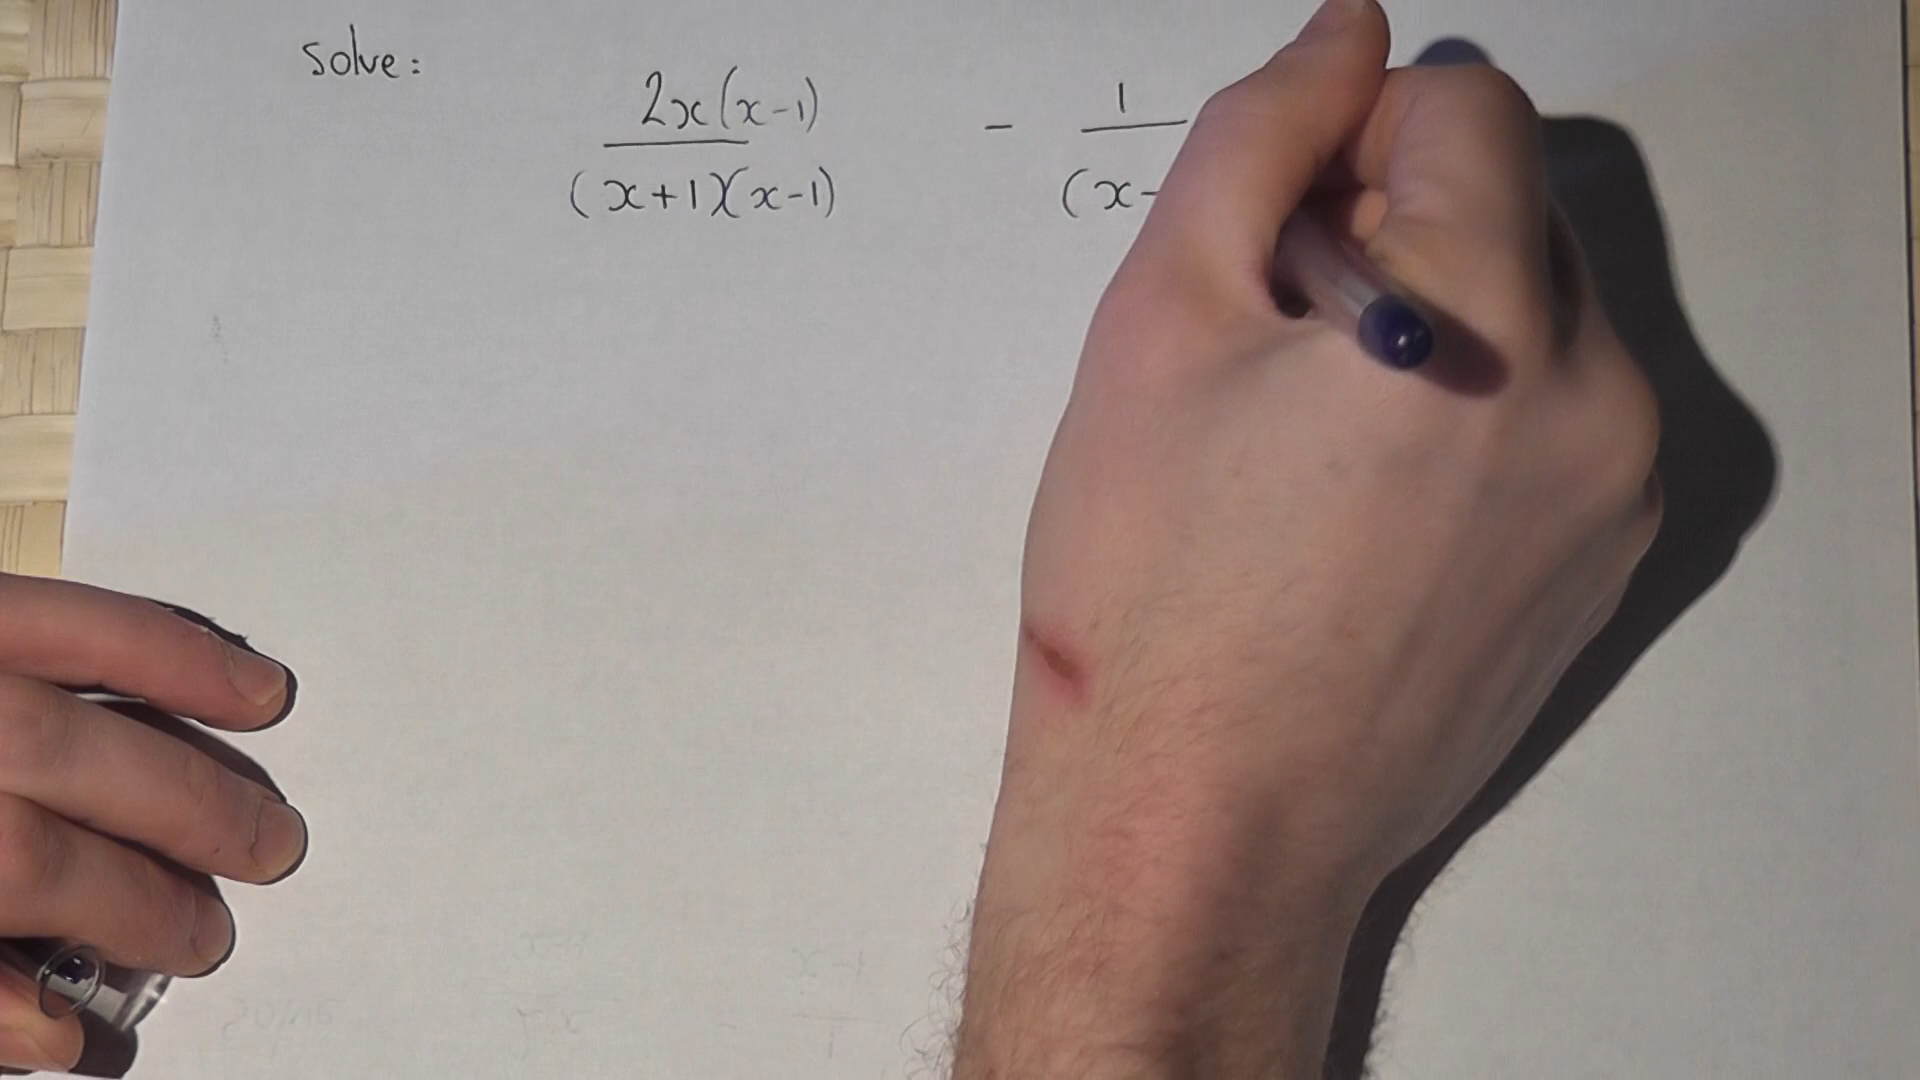 Solve:
2x(x-1) - 1
(x+1)(x-1) (x-